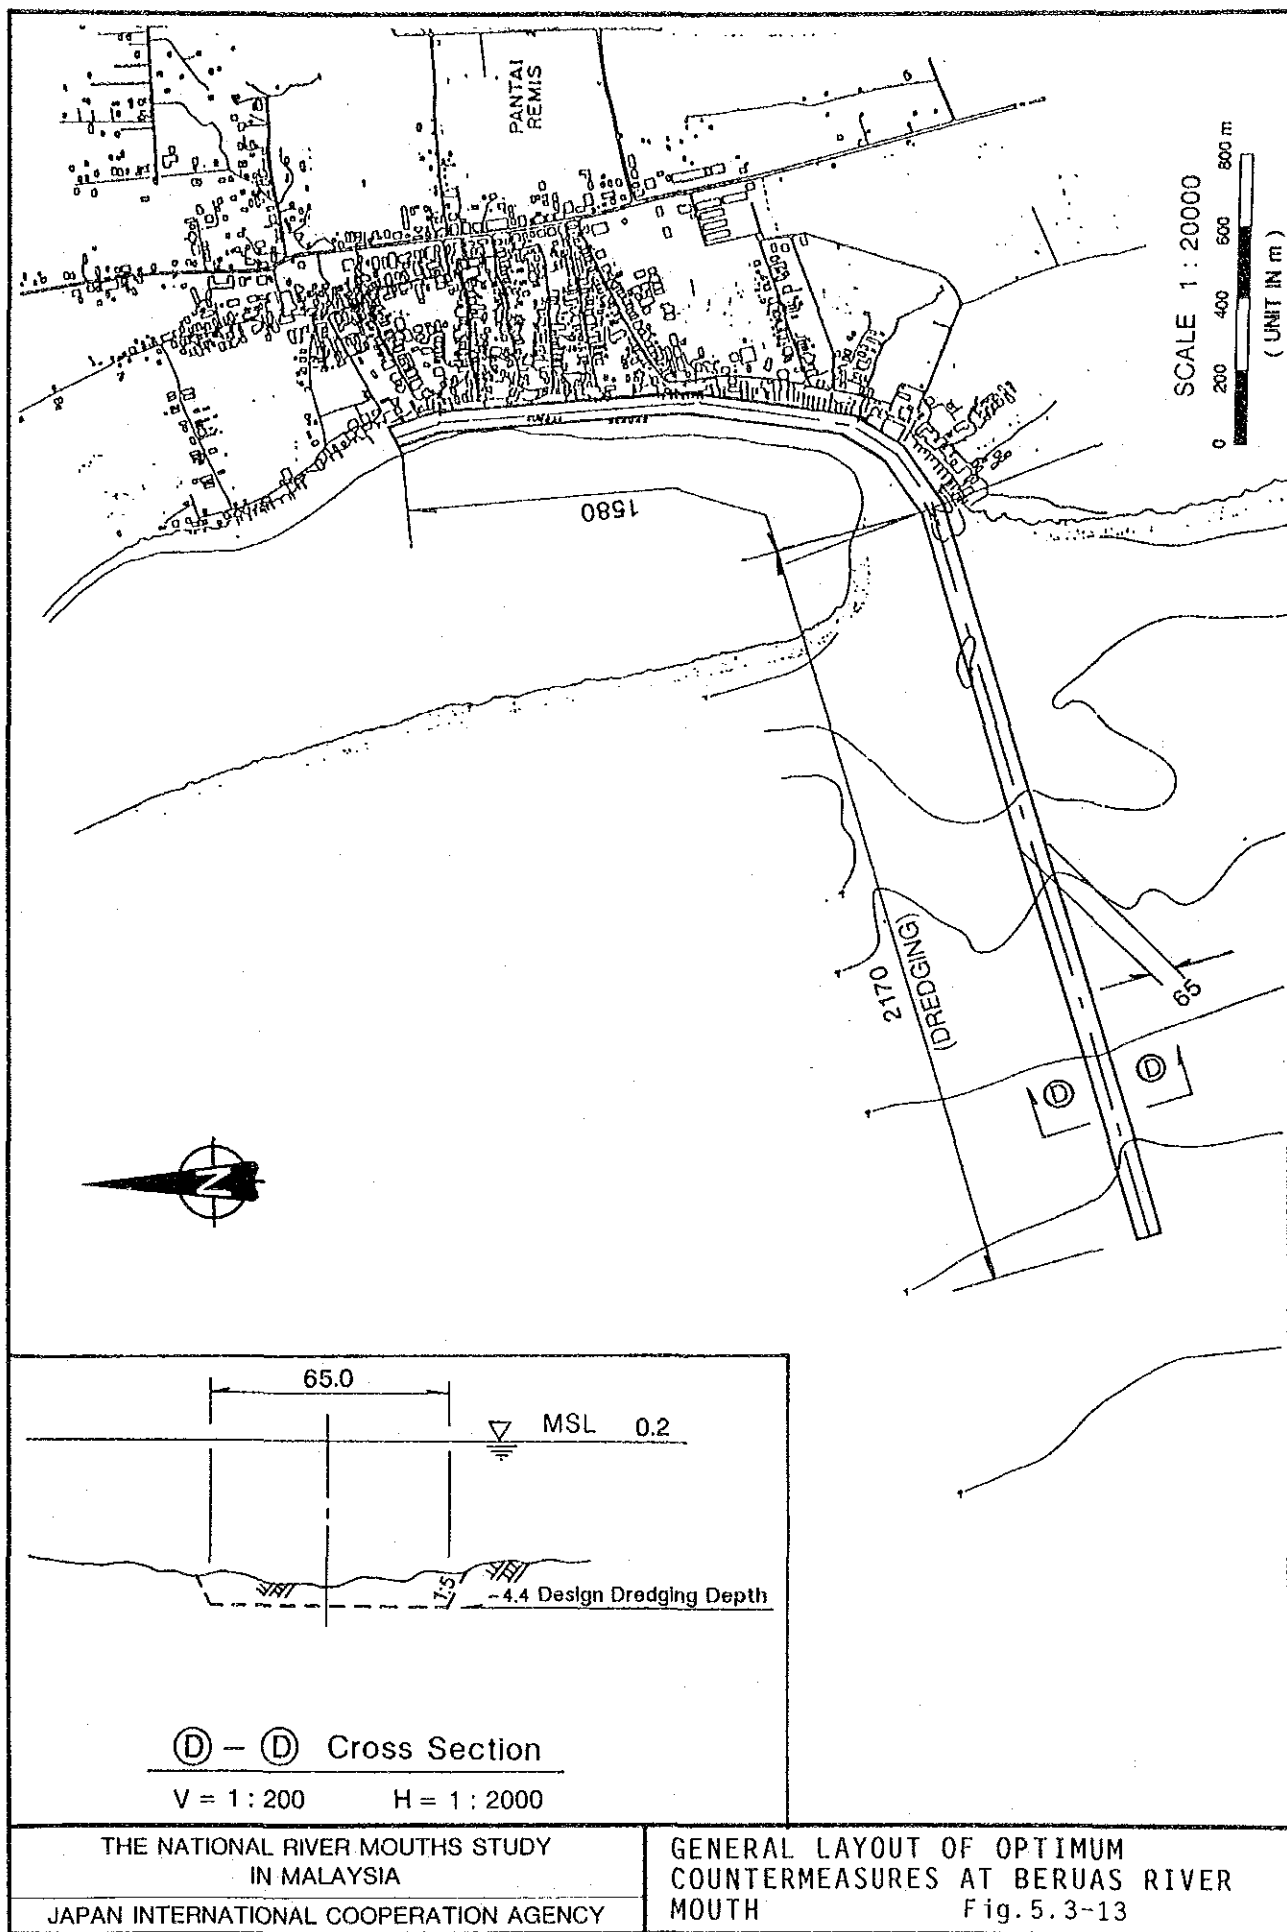 PANTAI
REMIS
SCALE 1 : 20000
0 200 400 600 800 m
( UNIT IN m )
1580
2170
(DREDGING)
65
D
D
N
65.0
MSL 0.2
-4.4 Design Dredging Depth
D – D Cross Section
V = 1 : 200 H = 1 : 2000
THE NATIONAL RIVER MOUTHS STUDY
IN MALAYSIA
JAPAN INTERNATIONAL COOPERATION AGENCY
GENERAL LAYOUT OF OPTIMUM
COUNTERMEASURES AT BERUAS RIVER
MOUTH Fig.5.3-13